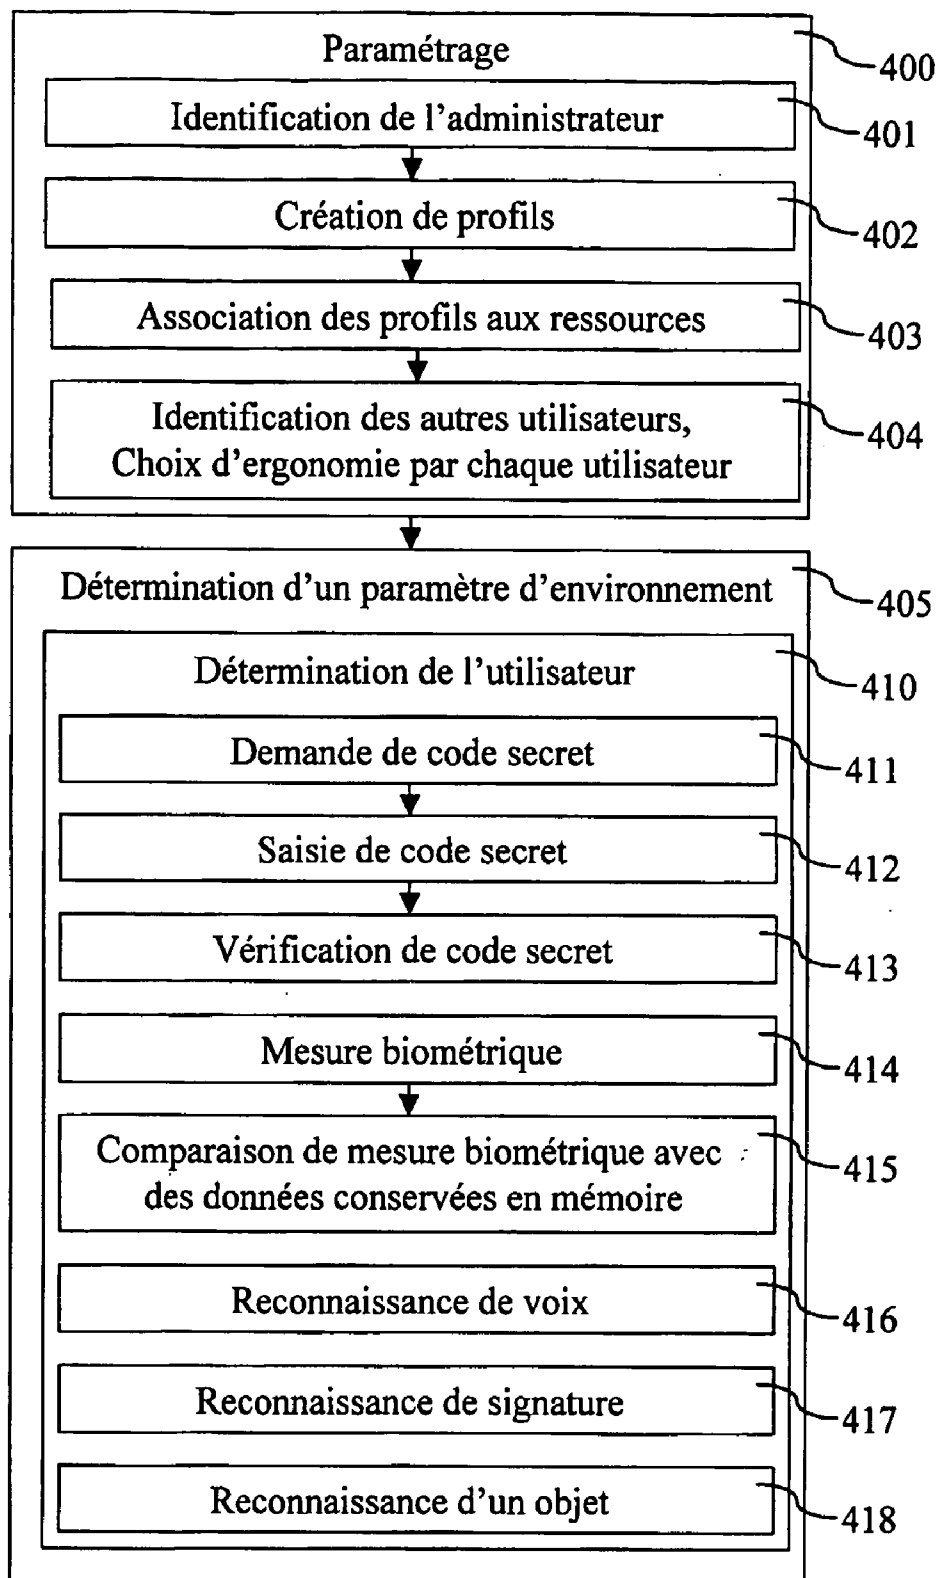 Paramétrage
400
Identification de l'administrateur
401
Création de profils
402
Association des profils aux ressources
403
Identification des autres utilisateurs,
Choix d'ergonomie par chaque utilisateur
404
Détermination d'un paramètre d'environnement
405
Détermination de l'utilisateur
410
Demande de code secret
411
Saisie de code secret
412
Vérification de code secret
413
Mesure biométrique
414
Comparaison de mesure biométrique avec
des données conservées en mémoire
415
Reconnaissance de voix
416
Reconnaissance de signature
417
Reconnaissance d'un objet
418